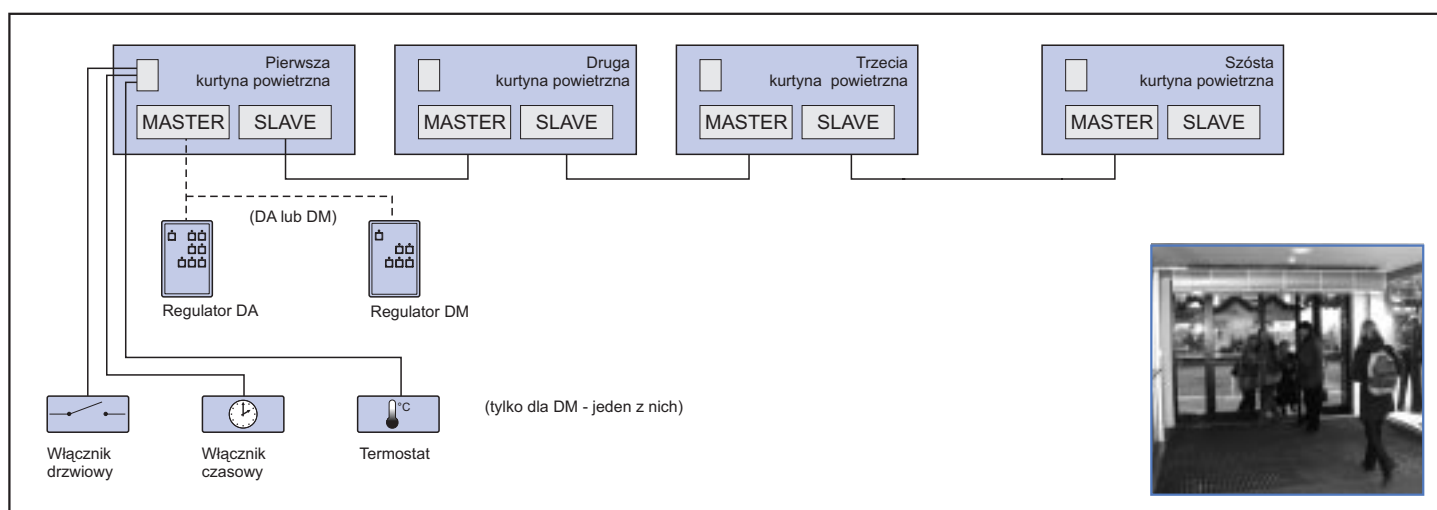 Pierwsza
kurtyna powietrzna
MASTER SLAVE
Druga
kurtyna powietrzna
MASTER SLAVE
Trzecia
kurtyna powietrzna
MASTER SLAVE
Szósta
kurtyna powietrzna
MASTER SLAVE
(DA lub DM)
Regulator DA
Regulator DM
°C
(tylko dla DM - jeden z nich)
Włącznik
drzwiowy
Włącznik
czasowy
Termostat